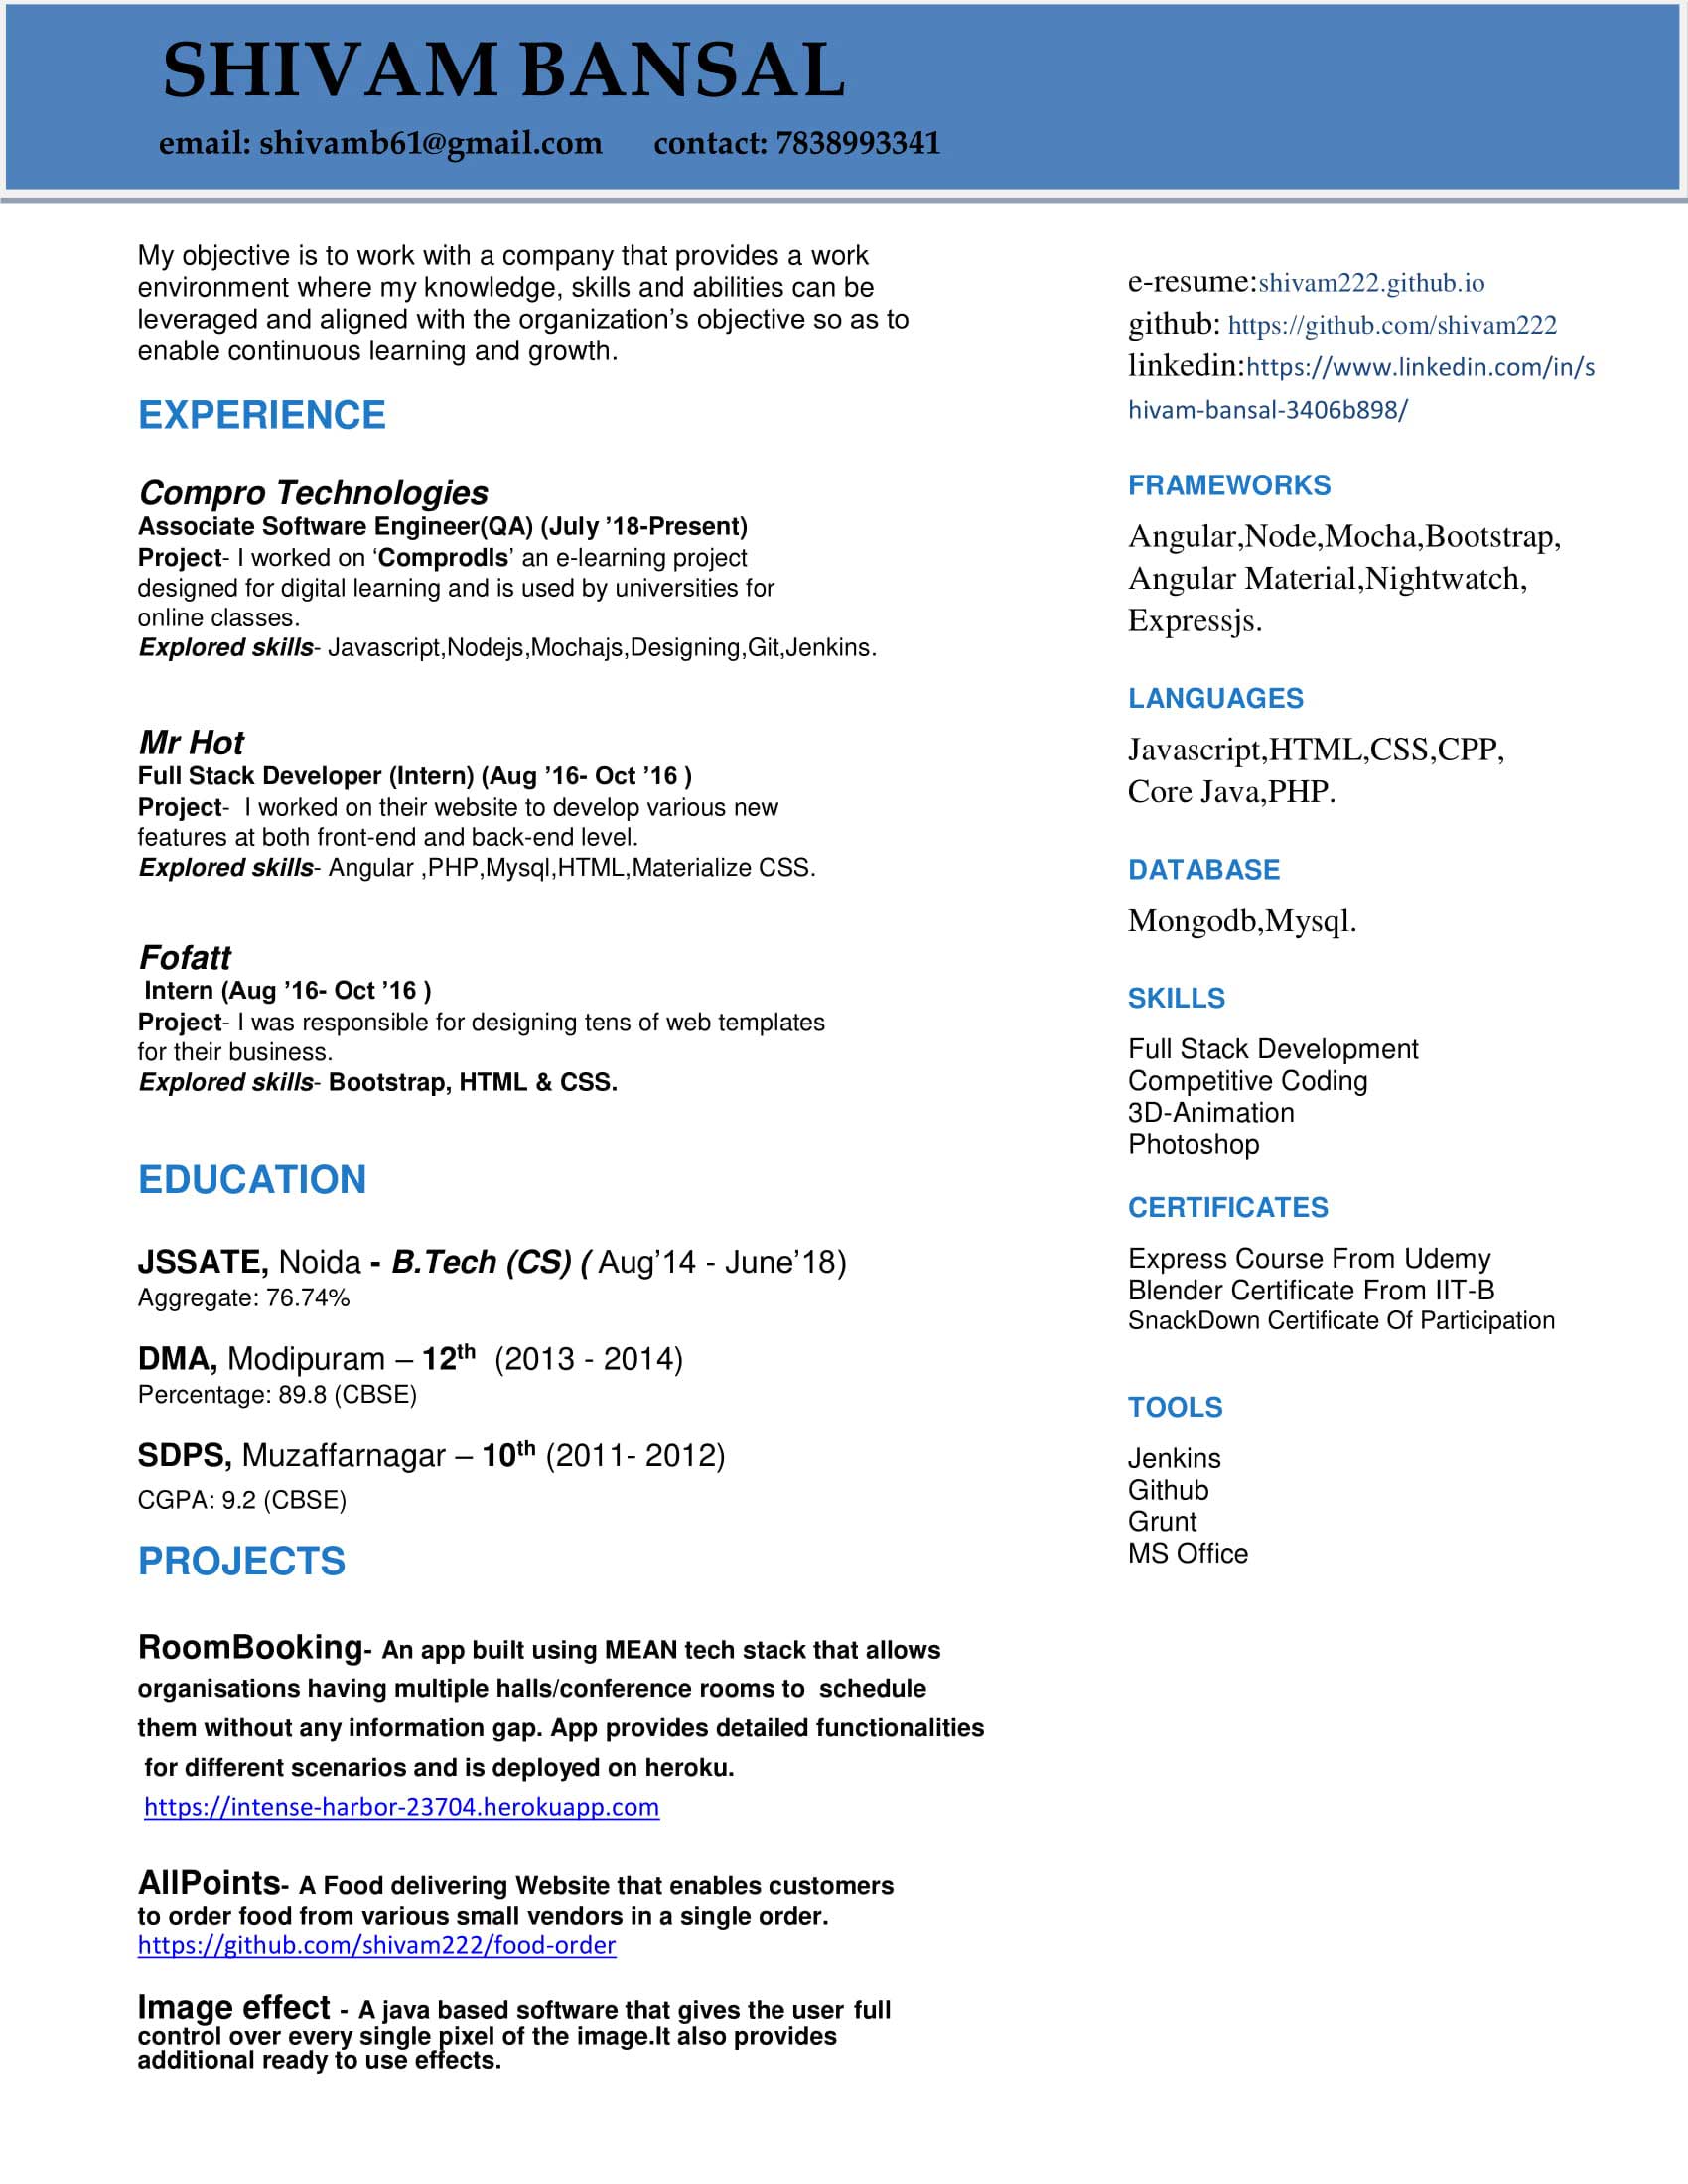 SHIVAM BANSAL
email: shivamb61@gmail.com contact: 7838993341
My objective is to work with a company that provides a work
environment where my knowledge, skills and abilities can be
leveraged and aligned with the organization’s objective so as to
enable continuous learning and growth.
EXPERIENCE
Compro Technologies
Associate Software Engineer(QA) (July ’18-Present)
Project- I worked on ‘Comprodls’ an e-learning project
designed for digital learning and is used by universities for
online classes.
Explored skills- Javascript,Nodejs,Mochajs,Designing,Git,Jenkins.
Mr Hot
Full Stack Developer (Intern) (Aug ’16- Oct ’16 )
Project- I worked on their website to develop various new
features at both front-end and back-end level.
Explored skills- Angular ,PHP,Mysql,HTML,Materialize CSS.
Fofatt
Intern (Aug ’16- Oct ’16 )
Project- I was responsible for designing tens of web templates
for their business.
Explored skills- Bootstrap, HTML & CSS.
EDUCATION
JSSATE, Noida - B.Tech (CS) ( Aug’14 - June’18)
Aggregate: 76.74%
DMA, Modipuram – 12th (2013 - 2014)
Percentage: 89.8 (CBSE)
SDPS, Muzaffarnagar – 10th (2011- 2012)
CGPA: 9.2 (CBSE)
PROJECTS
RoomBooking- An app built using MEAN tech stack that allows
organisations having multiple halls/conference rooms to schedule
them without any information gap. App provides detailed functionalities
for different scenarios and is deployed on heroku.
https://intense-harbor-23704.herokuapp.com
AllPoints- A Food delivering Website that enables customers
to order food from various small vendors in a single order.
https://github.com/shivam222/food-order
Image effect - A java based software that gives the user full
control over every single pixel of the image.It also provides
additional ready to use effects.
e-resume:shivam222.github.io
github: https://github.com/shivam222
linkedin:https://www.linkedin.com/in/s
hivam-bansal-3406b898/
FRAMEWORKS
Angular,Node,Mocha,Bootstrap,
Angular Material,Nightwatch,
Expressjs.
LANGUAGES
Javascript,HTML,CSS,CPP,
Core Java,PHP.
DATABASE
Mongodb,Mysql.
SKILLS
Full Stack Development
Competitive Coding
3D-Animation
Photoshop
CERTIFICATES
Express Course From Udemy
Blender Certificate From IIT-B
SnackDown Certificate Of Participation
TOOLS
Jenkins
Github
Grunt
MS Office